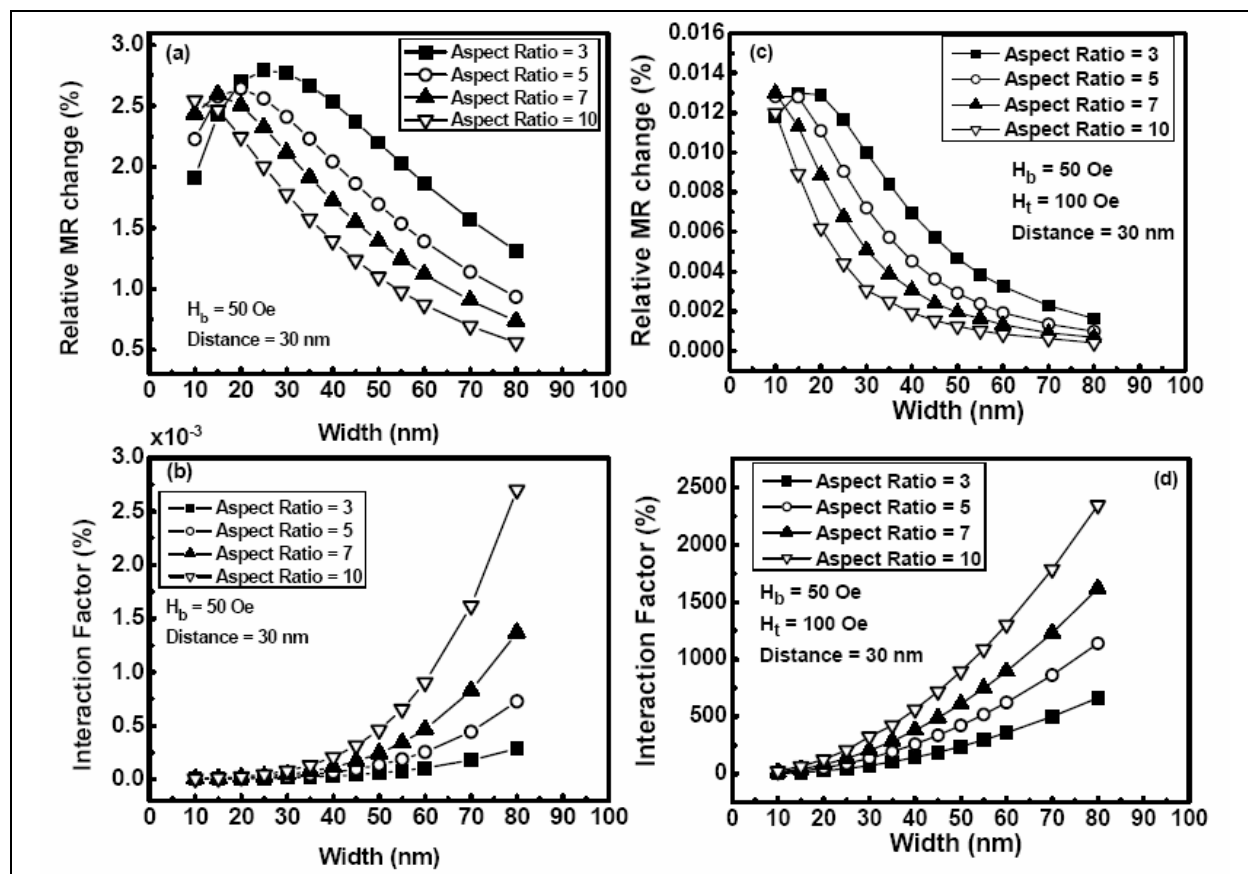 (a)
Aspect Ratio = 3
Aspect Ratio = 5
Aspect Ratio = 7
Aspect Ratio = 10
Relative MR change (%)
3.0
2.5
2.0
1.5
1.0
0.5
H_b = 50 Oe
Distance = 30 nm
0 10 20 30 40 50 60 70 80 90 100
Width (nm)
(c)
Aspect Ratio = 3
Aspect Ratio = 5
Aspect Ratio = 7
Aspect Ratio = 10
Relative MR change (%)
0.016
0.014
0.012
0.010
0.008
0.006
0.004
0.002
0.000
H_b = 50 Oe
H_t = 100 Oe
Distance = 30 nm
0 10 20 30 40 50 60 70 80 90 100
Width (nm)
x10^-3
(b)
Aspect Ratio = 3
Aspect Ratio = 5
Aspect Ratio = 7
Aspect Ratio = 10
Interaction Factor (%)
3.0
2.5
2.0
1.5
1.0
0.5
0.0
H_b = 50 Oe
Distance = 30 nm
0 10 20 30 40 50 60 70 80 90 100
Width (nm)
(d)
Aspect Ratio = 3
Aspect Ratio = 5
Aspect Ratio = 7
Aspect Ratio = 10
Interaction Factor (%)
2500
2000
1500
1000
500
0
H_b = 50 Oe
H_t = 100 Oe
Distance = 30 nm
0 10 20 30 40 50 60 70 80 90 100
Width (nm)